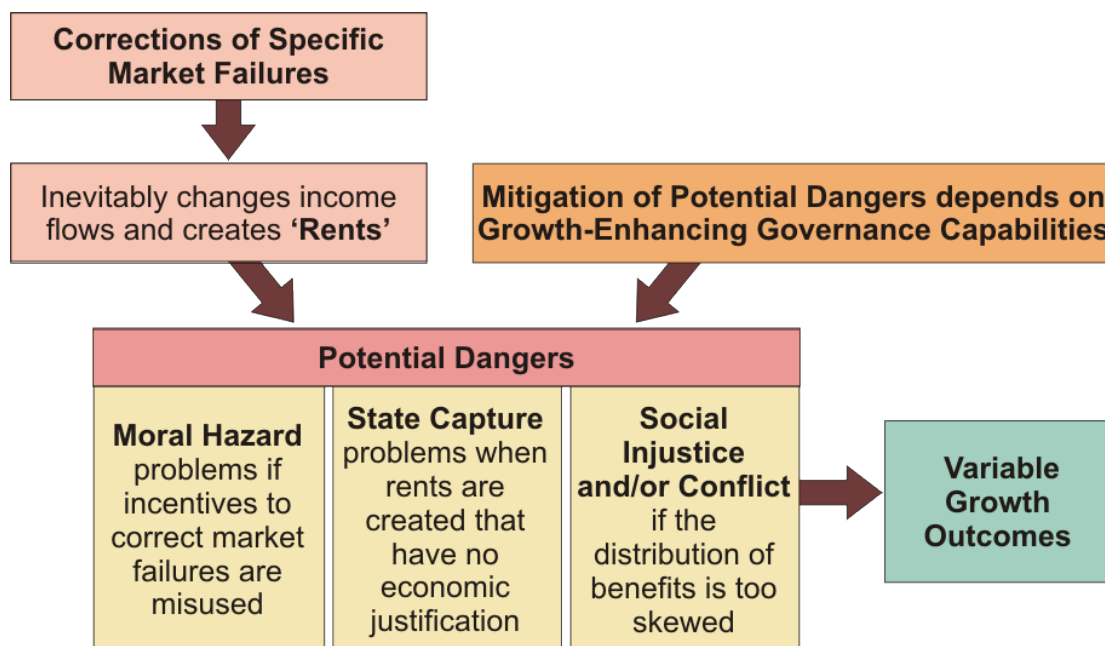 Corrections of Specific
Market Failures
Inevitably changes income
flows and creates ‘Rents’
Mitigation of Potential Dangers depends on
Growth-Enhancing Governance Capabilities
Potential Dangers
Moral Hazard
problems if
incentives to
correct market
failures are
misused
State Capture
problems when
rents are
created that
have no
economic
justification
Social
Injustice
and/or Conflict
if the
distribution of
benefits is too
skewed
Variable
Growth
Outcomes